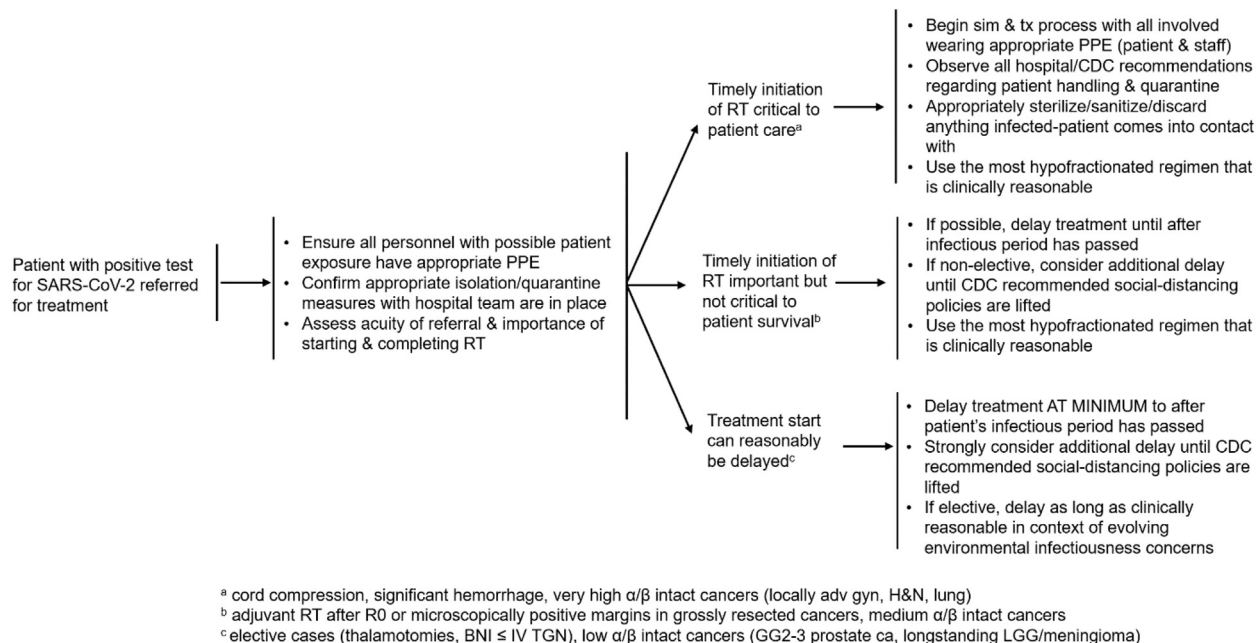 Patient with positive test
for SARS-CoV-2 referred
for treatment
• Ensure all personnel with possible patient
exposure have appropriate PPE
• Confirm appropriate isolation/quarantine
measures with hospital team are in place
• Assess acuity of referral & importance of
starting & completing RT
Timely initiation
of RT critical to
patient careᵃ
• Begin sim & tx process with all involved
wearing appropriate PPE (patient & staff)
• Observe all hospital/CDC recommendations
regarding patient handling & quarantine
• Appropriately sterilize/sanitize/discard
anything infected-patient comes into contact
with
• Use the most hypofractionated regimen that
is clinically reasonable
Timely initiation of
RT important but
not critical to
patient survivalᵇ
• If possible, delay treatment until after
infectious period has passed
• If non-elective, consider additional delay
until CDC recommended social-distancing
policies are lifted
• Use the most hypofractionated regimen that
is clinically reasonable
Treatment start
can reasonably
be delayedᶜ
• Delay treatment AT MINIMUM to after
patient's infectious period has passed
• Strongly consider additional delay until CDC
recommended social-distancing policies are
lifted
• If elective, delay as long as clinically
reasonable in context of evolving
environmental infectiousness concerns
ᵃ cord compression, significant hemorrhage, very high α/β intact cancers (locally adv gyn, H&N, lung)
ᵇ adjuvant RT after R0 or microscopically positive margins in grossly resected cancers, medium α/β intact cancers
ᶜ elective cases (thalamotomies, BNI ≤ IV TGN), low α/β intact cancers (GG2-3 prostate ca, longstanding LGG/meningioma)